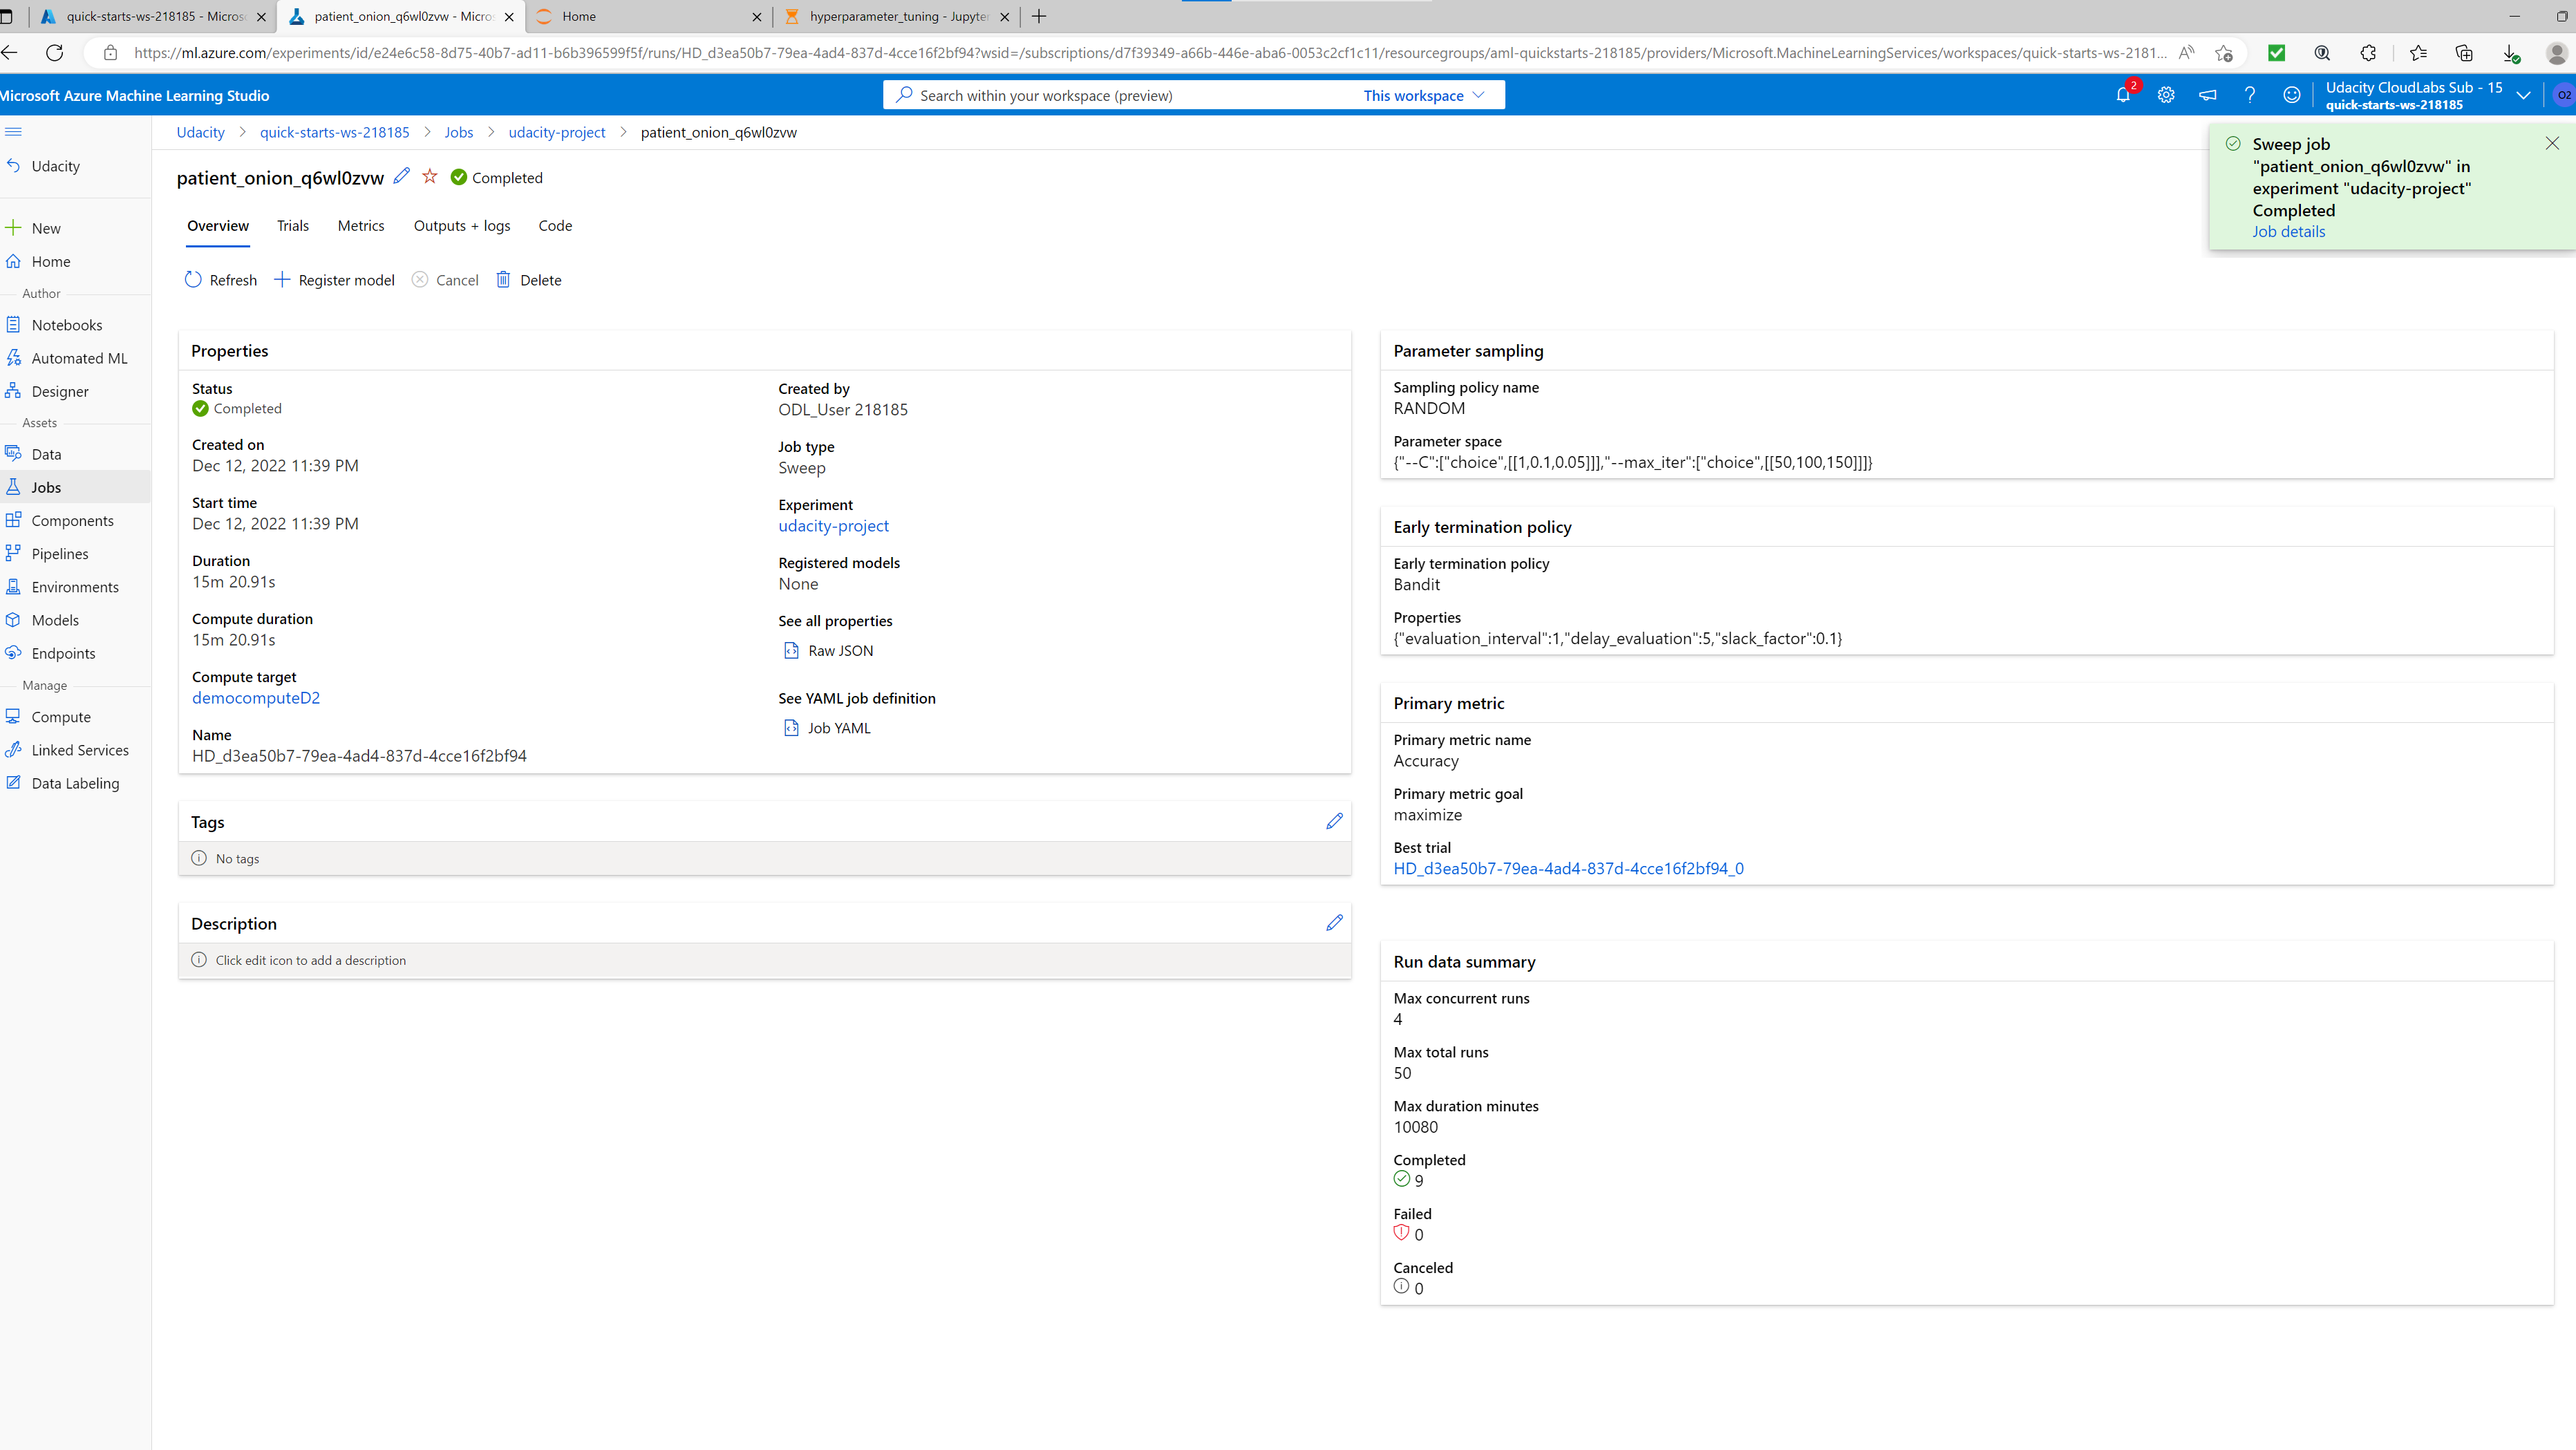 quick-starts-ws-218185 - Micros
patient_onion_q6wl0zvw - Micros
Home
hyperparameter_tuning - Jupyter
https://ml.azure.com/experiments/id/e24e6c58-8d75-40b7-ad11-b6b396599f5f/runs/HD_d3ea50b7-79ea-4ad4-837d-4cce16f2bf94?wsid=/subscriptions/d7f39349-a66b-446e-aba6-0053c2cf1c11/resourcegroups/aml-quickstarts-218185/providers/Microsoft.MachineLearningServices/workspaces/quick-starts-ws-2181...
Microsoft Azure Machine Learning Studio
Search within your workspace (preview)
This workspace
2
Udacity CloudLabs Sub - 15
quick-starts-ws-218185
O2
Udacity
New
Home
Author
Notebooks
Automated ML
Designer
Assets
Data
Jobs
Components
Pipelines
Environments
Models
Endpoints
Manage
Compute
Linked Services
Data Labeling
Udacity > quick-starts-ws-218185 > Jobs > udacity-project > patient_onion_q6wl0zvw
patient_onion_q6wl0zvw Completed
Overview Trials Metrics Outputs + logs Code
Refresh Register model Cancel Delete
Sweep job
"patient_onion_q6wl0zvw" in
experiment "udacity-project"
Completed
Job details
Properties
Status
Completed
Created on
Dec 12, 2022 11:39 PM
Start time
Dec 12, 2022 11:39 PM
Duration
15m 20.91s
Compute duration
15m 20.91s
Compute target
democomputeD2
Name
HD_d3ea50b7-79ea-4ad4-837d-4cce16f2bf94
Created by
ODL_User 218185
Job type
Sweep
Experiment
udacity-project
Registered models
None
See all properties
Raw JSON
See YAML job definition
Job YAML
Tags
No tags
Description
Click edit icon to add a description
Parameter sampling
Sampling policy name
RANDOM
Parameter space
{"--C":["choice",[[1,0.1,0.05]]],"--max_iter":["choice",[[50,100,150]]]}
Early termination policy
Early termination policy
Bandit
Properties
{"evaluation_interval":1,"delay_evaluation":5,"slack_factor":0.1}
Primary metric
Primary metric name
Accuracy
Primary metric goal
maximize
Best trial
HD_d3ea50b7-79ea-4ad4-837d-4cce16f2bf94_0
Run data summary
Max concurrent runs
4
Max total runs
50
Max duration minutes
10080
Completed
9
Failed
0
Canceled
0